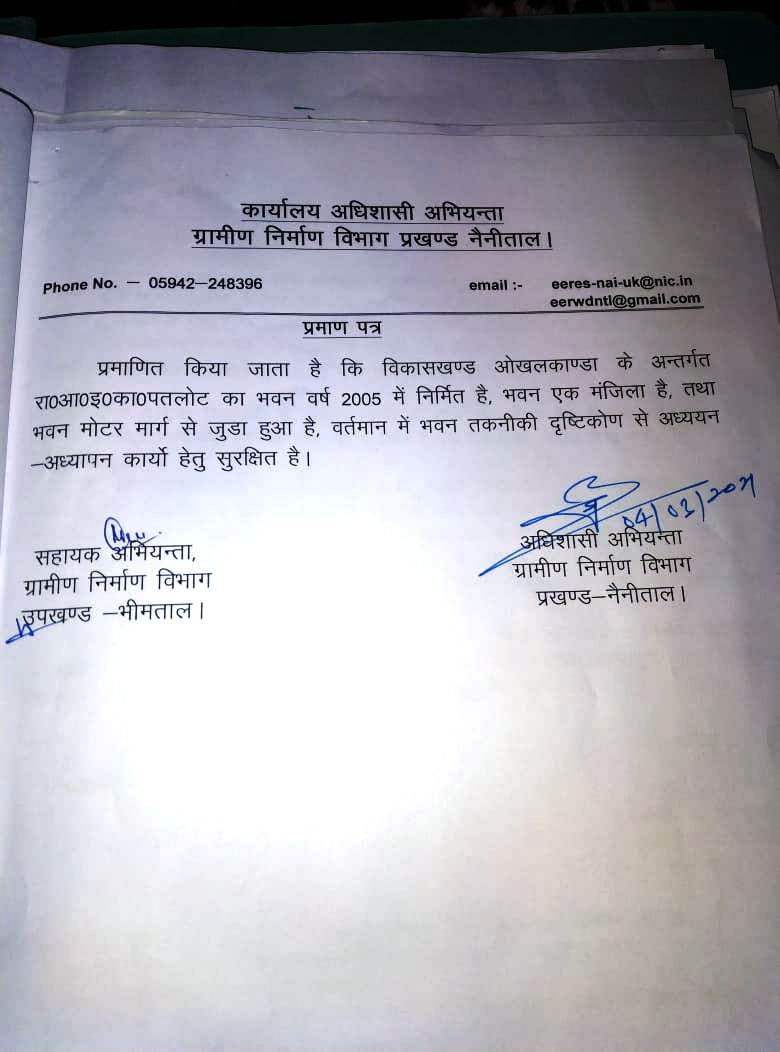 कार्यालय अधिशासी अभियन्ता
ग्रामीण निर्माण विभाग प्रखण्ड नैनीताल।
Phone No. — 05942—248396 email :- eeres-nai-uk@nic.in
eerwdntl@gmail.com
प्रमाण पत्र
प्रमाणित किया जाता है कि विकासखण्ड ओखलकाण्डा के अन्तर्गत
रा0आ0इ0का0पतलोट का भवन वर्ष 2005 में निर्मित है, भवन एक मंजिला है, तथा
भवन मोटर मार्ग से जुडा हुआ है, वर्तमान में भवन तकनीकी दृष्टिकोण से अध्ययन
–अध्यापन कार्यो हेतु सुरक्षित है।
सहायक अभियन्ता,
ग्रामीण निर्माण विभाग
उपखण्ड –भीमताल।
04/03/2021
अधिशासी अभियन्ता
ग्रामीण निर्माण विभाग
प्रखण्ड–नैनीताल।